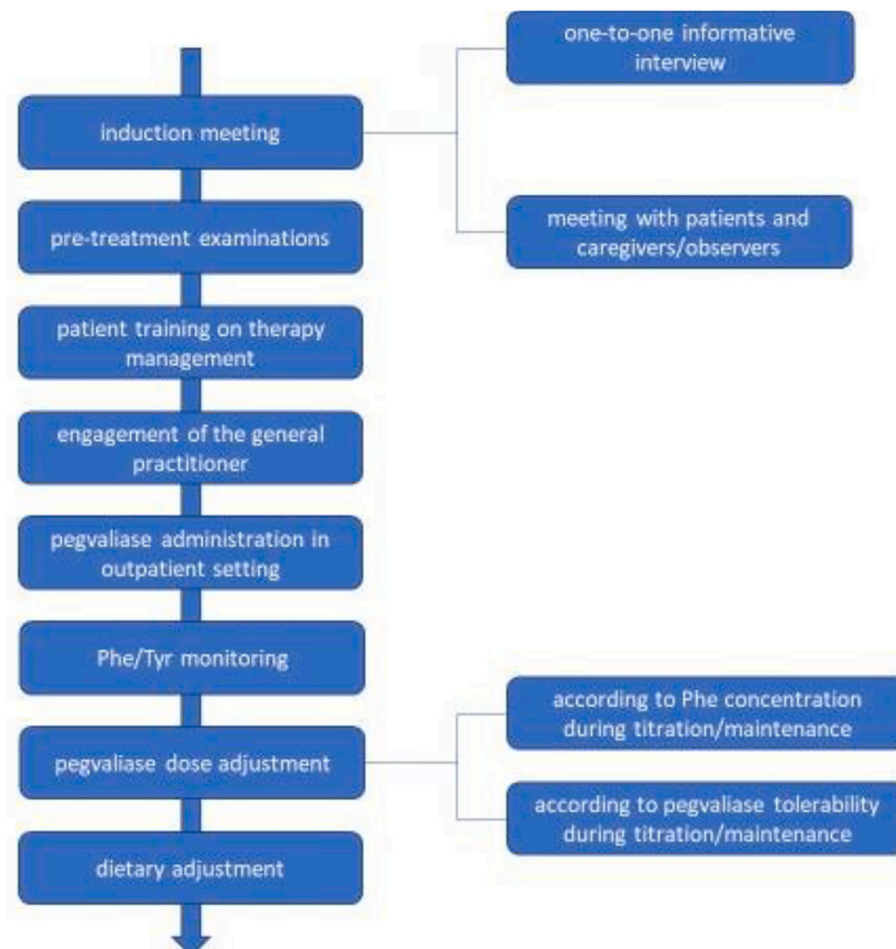 one-to-one informative
interview
induction meeting
meeting with patients and
caregivers/observers
pre-treatment examinations
patient training on therapy
management
engagement of the general
practitioner
pegvaliase administration in
outpatient setting
Phe/Tyr monitoring
pegvaliase dose adjustment
according to Phe concentration
during titration/maintenance
according to pegvaliase tolerability
during titration/maintenance
dietary adjustment